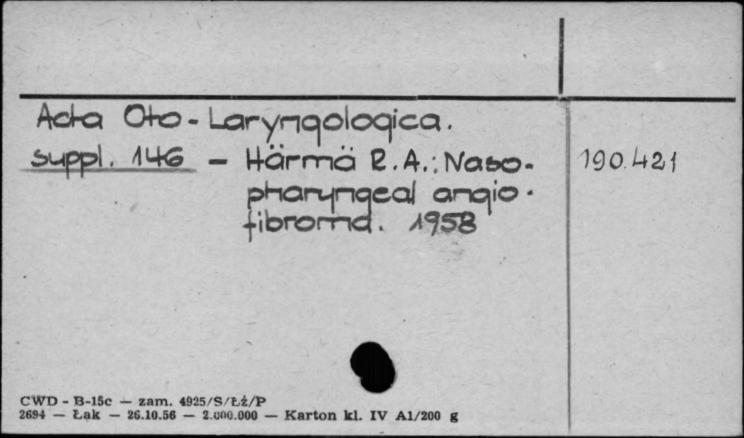 Acta Oto-Laryngologica.
suppl. 146 — Härmä R.A.: Naso-
pharyngeal angio-
fibroma. 1958
190.421
CWD - B-15c — zam. 4925/S/Łż/P
2694 — Łąk — 26.10.56 — 2.000.000 — Karton kl. IV A1/200 g